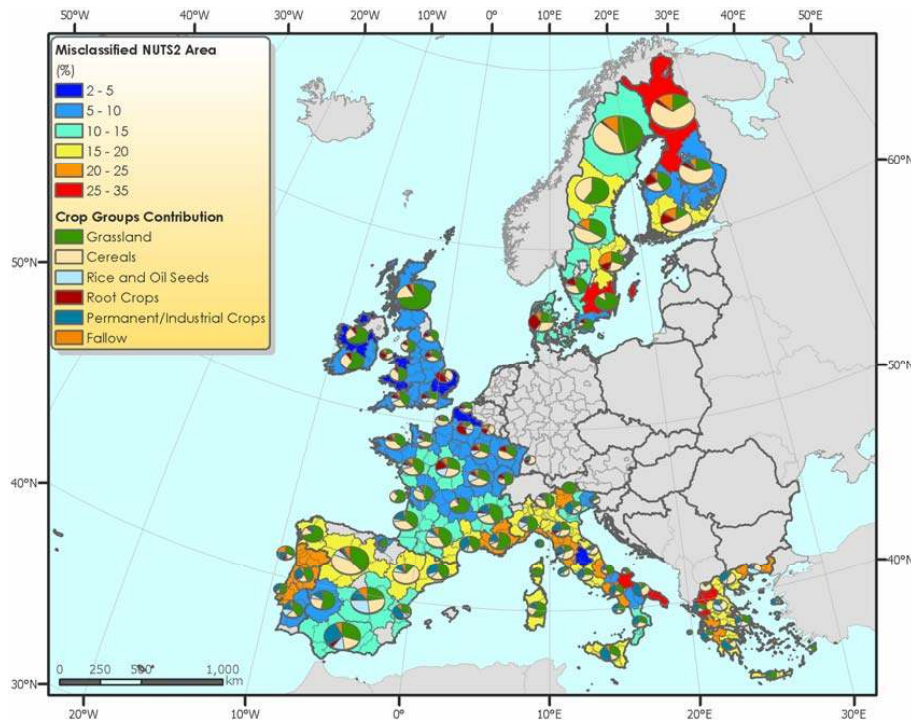 50°W 40°W 30°W 20°W 10°W 0° 10°E 20°E 30°E 40°E 50°E
Misclassified NUTS2 Area
(%)
2 - 5
5 - 10
10 - 15
15 - 20
20 - 25
25 - 35
Crop Groups Contribution
Grassland
Cereals
Rice and Oil Seeds
Root Crops
Permanent/Industrial Crops
Fallow
60°N
50°N
50°N
40°N
40°N
0 250 500 1,000
km
30°N
20°W 10°W 0° 10°E 20°E 30°E